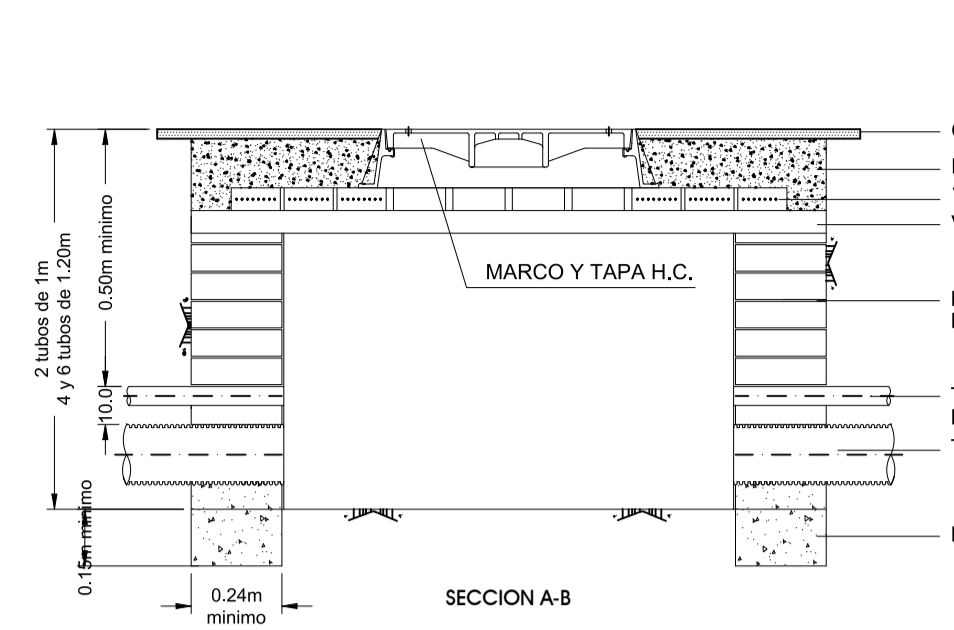 MARCO Y TAPA H.C.
2 tubos de 1m
4 y 6 tubos de 1.20m
0.50m minimo
10.0
0.15m minimo
0.24m
minimo
SECCION A-B